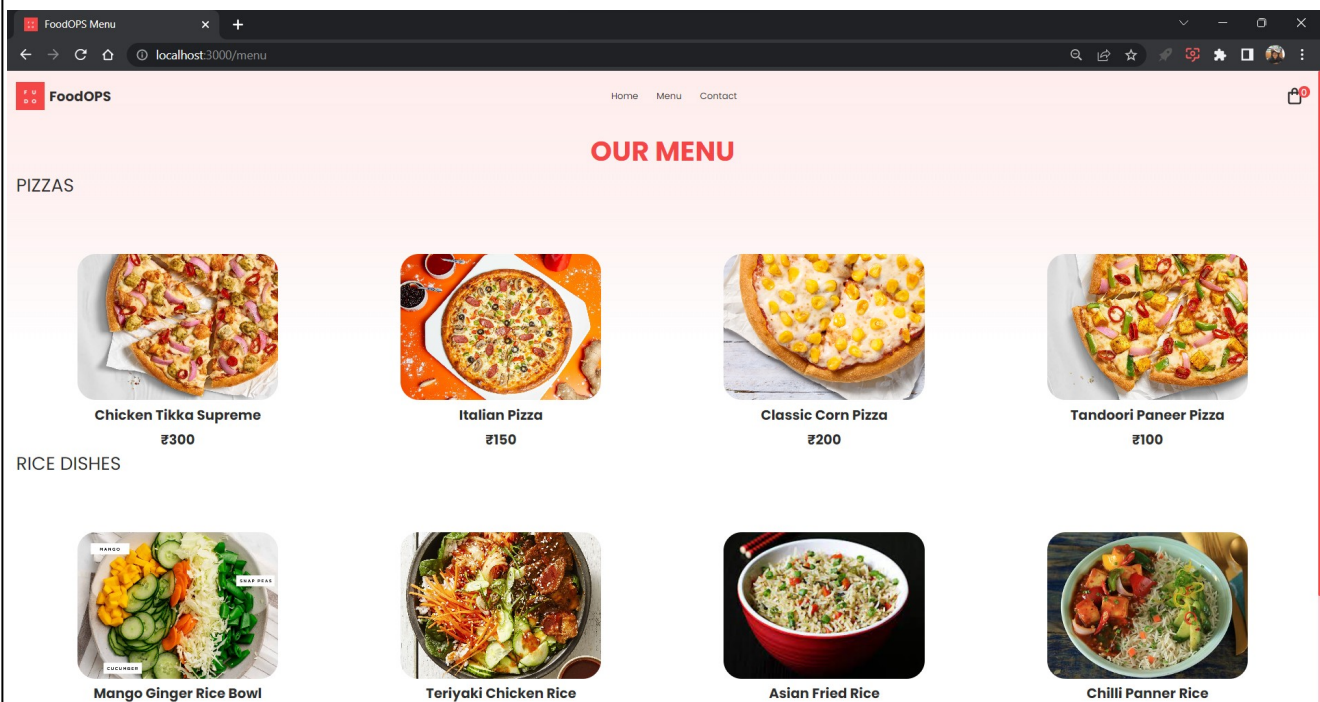 FoodOPS Menu
localhost:3000/menu
FU
DO
FoodOPS
Home Menu Contact
0
OUR MENU
PIZZAS
Chicken Tikka Supreme Italian Pizza Classic Corn Pizza Tandoori Paneer Pizza
₹300 ₹150 ₹200 ₹100
RICE DISHES
MANGO
SNAP PEAS
CUCUMBER
Mango Ginger Rice Bowl Teriyaki Chicken Rice Asian Fried Rice Chilli Panner Rice